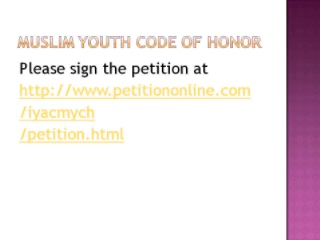 MUSLIM YOUTH CODE OF HONOR
Please sign the petition at
http://www.petitiononline.com
/iyacmych
/petition.html